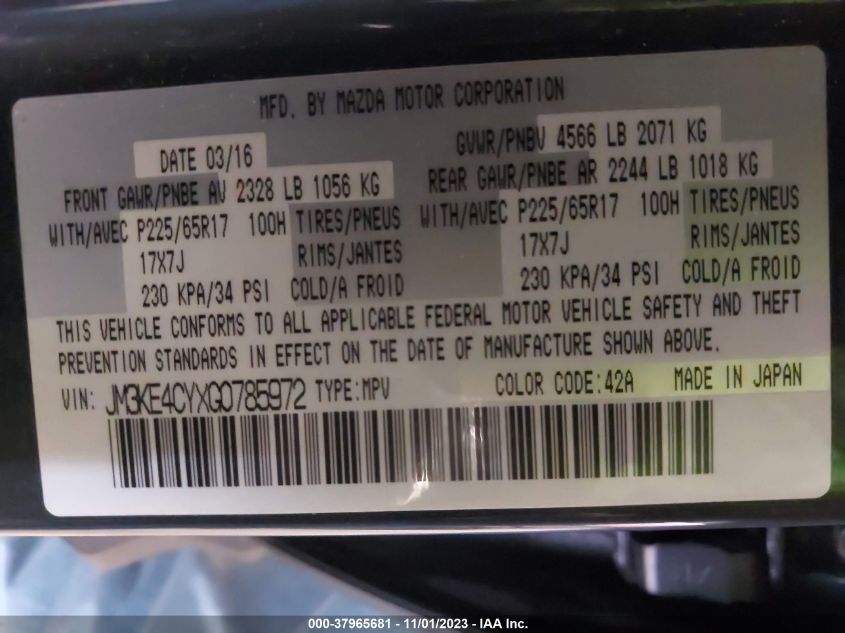 MFD. BY MAZDA MOTOR CORPORATION
DATE 03/16
GVWR/PNBV 4566 LB 2071 KG
FRONT GAWR/PNBE AV 2328 LB 1056 KG
REAR GAWR/PNBE AR 2244 LB 1018 KG
WITH/AVEC P225/65R17 100H TIRES/PNEUS
WITH/AVEC P225/65R17 100H TIRES/PNEUS
17X7J RIMS/JANTES
17X7J RIMS/JANTES
230 KPA/34 PSI COLD/A FROID
230 KPA/34 PSI COLD/A FROID
THIS VEHICLE CONFORMS TO ALL APPLICABLE FEDERAL MOTOR VEHICLE SAFETY AND THEFT
PREVENTION STANDARDS IN EFFECT ON THE DATE OF MANUFACTURE SHOWN ABOVE.
VIN: JM3KE4CYXG0785972 TYPE:MPV COLOR CODE:42A MADE IN JAPAN
000-37965681 - 11/01/2023 - IAA Inc.